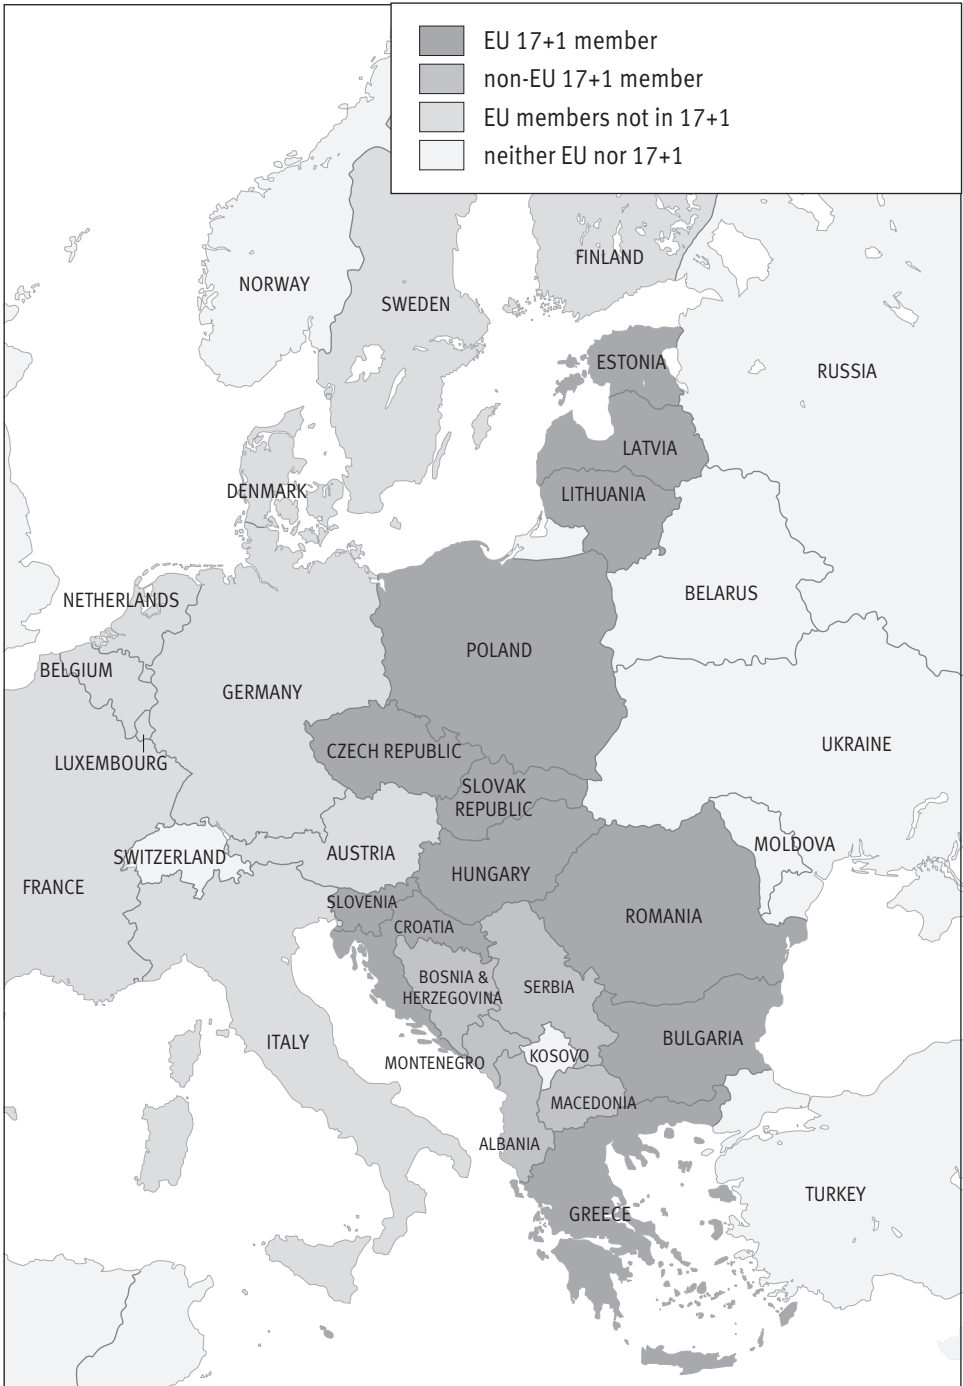 EU 17+1 member
non-EU 17+1 member
EU members not in 17+1
neither EU nor 17+1
FINLAND
NORWAY
SWEDEN
ESTONIA
RUSSIA
LATVIA
DENMARK
LITHUANIA
BELARUS
NETHERLANDS
POLAND
BELGIUM
GERMANY
UKRAINE
CZECH REPUBLIC
LUXEMBOURG
SLOVAK
REPUBLIC
MOLDOVA
AUSTRIA
SWITZERLAND
HUNGARY
FRANCE
SLOVENIA
ROMANIA
CROATIA
BOSNIA &
HERZEGOVINA
SERBIA
BULGARIA
ITALY
KOSOVO
MONTENEGRO
MACEDONIA
ALBANIA
TURKEY
GREECE